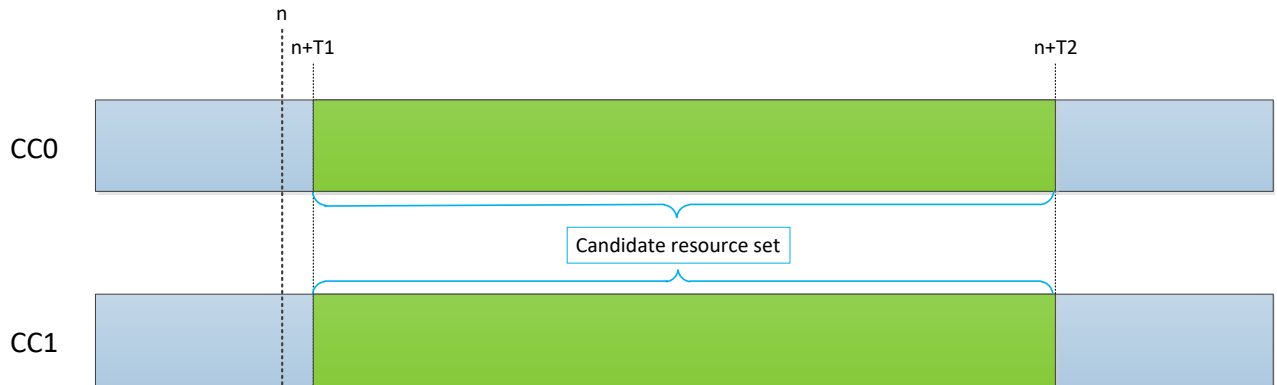 n
n+T1
n+T2
CC0
Candidate resource set
CC1